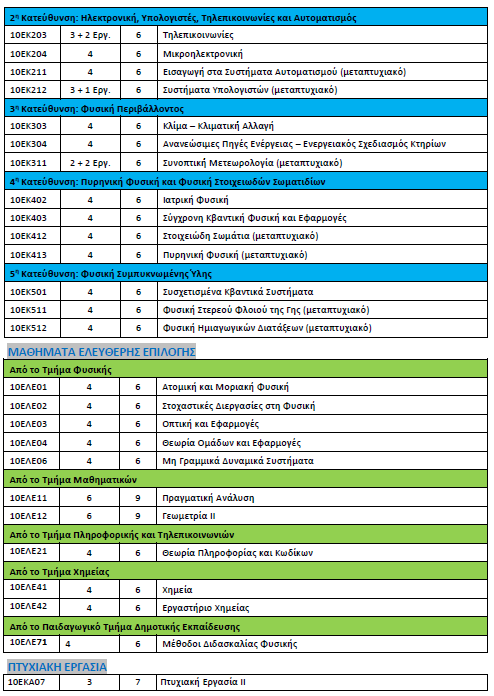 2η Κατεύθυνση: Ηλεκτρονική, Υπολογιστές, Τηλεπικοινωνίες και Αυτοματισμός
10ΕΚ203 3 + 2 Εργ. 6 Τηλεπικοινωνίες
10ΕΚ204 4 6 Μικροηλεκτρονική
10ΕΚ211 4 6 Εισαγωγή στα Συστήματα Αυτοματισμού (μεταπτυχιακό)
10ΕΚ212 3 + 1 Εργ. 6 Συστήματα Υπολογιστών (μεταπτυχιακό)
3η Κατεύθυνση: Φυσική Περιβάλλοντος
10ΕΚ303 4 6 Κλίμα – Κλιματική Αλλαγή
10ΕΚ304 4 6 Ανανεώσιμες Πηγές Ενέργειας – Ενεργειακός Σχεδιασμός Κτηρίων
10ΕΚ311 2 + 2 Εργ. 6 Συνοπτική Μετεωρολογία (μεταπτυχιακό)
4η Κατεύθυνση: Πυρηνική Φυσική και Φυσική Στοιχειωδών Σωματίδιων
10ΕΚ402 4 6 Ιατρική Φυσική
10ΕΚ403 4 6 Σύγχρονη Κβαντική Φυσική και Εφαρμογές
10ΕΚ412 4 6 Στοιχειώδη Σωμάτια (μεταπτυχιακό)
10ΕΚ413 4 6 Πυρηνική Φυσική (μεταπτυχιακό)
5η Κατεύθυνση: Φυσική Συμπυκνωμένης Ύλης
10ΕΚ501 4 6 Συσχετισμένα Κβαντικά Συστήματα
10ΕΚ511 4 6 Φυσική Στερεού Φλοιού της Γης (μεταπτυχιακό)
10ΕΚ512 4 6 Φυσική Ημιαγωγικών Διατάξεων (μεταπτυχιακό)
ΜΑΘΗΜΑΤΑ ΕΛΕΥΘΕΡΗΣ ΕΠΙΛΟΓΗΣ
Από το Τμήμα Φυσικής
10ΕΛΕ01 4 6 Ατομική και Μοριακή Φυσική
10ΕΛΕ02 4 6 Στοχαστικές Διεργασίες στη Φυσική
10ΕΛΕ03 4 6 Οπτική και Εφαρμογές
10ΕΛΕ04 4 6 Θεωρία Ομάδων και Εφαρμογές
10ΕΛΕ06 4 6 Μη Γραμμικά Δυναμικά Συστήματα
Από το Τμήμα Μαθηματικών
10ΕΛΕ11 6 9 Πραγματική Ανάλυση
10ΕΛΕ12 6 9 Γεωμετρία ΙΙ
Από το Τμήμα Πληροφορικής και Τηλεπικοινωνιών
10ΕΛΕ21 4 6 Θεωρία Πληροφορίας και Κωδίκων
Από το Τμήμα Χημείας
10ΕΛΕ41 4 6 Χημεία
10ΕΛΕ42 4 6 Εργαστήριο Χημείας
Από το Παιδαγωγικό Τμήμα Δημοτικής Εκπαίδευσης
10ΕΛΕ71 4 6 Μέθοδοι Διδασκαλίας Φυσικής
ΠΤΥΧΙΑΚΗ ΕΡΓΑΣΙΑ
10ΕΚΑ07 3 7 Πτυχιακή Εργασία ΙΙ